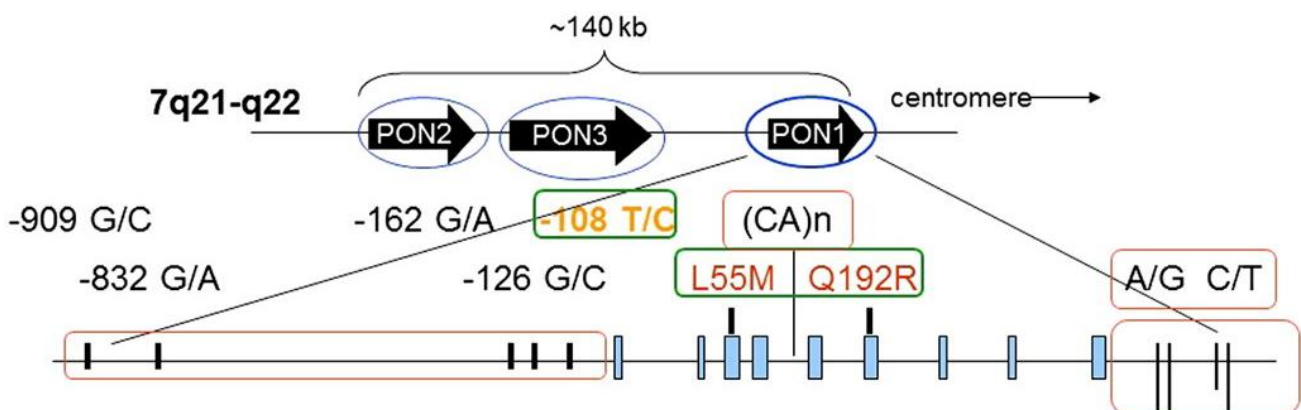 ~140 kb
7q21-q22
PON2
PON3
PON1
centromere
-909 G/C
-162 G/A
-108 T/C
(CA)n
-832 G/A
-126 G/C
L55M
Q192R
A/G C/T